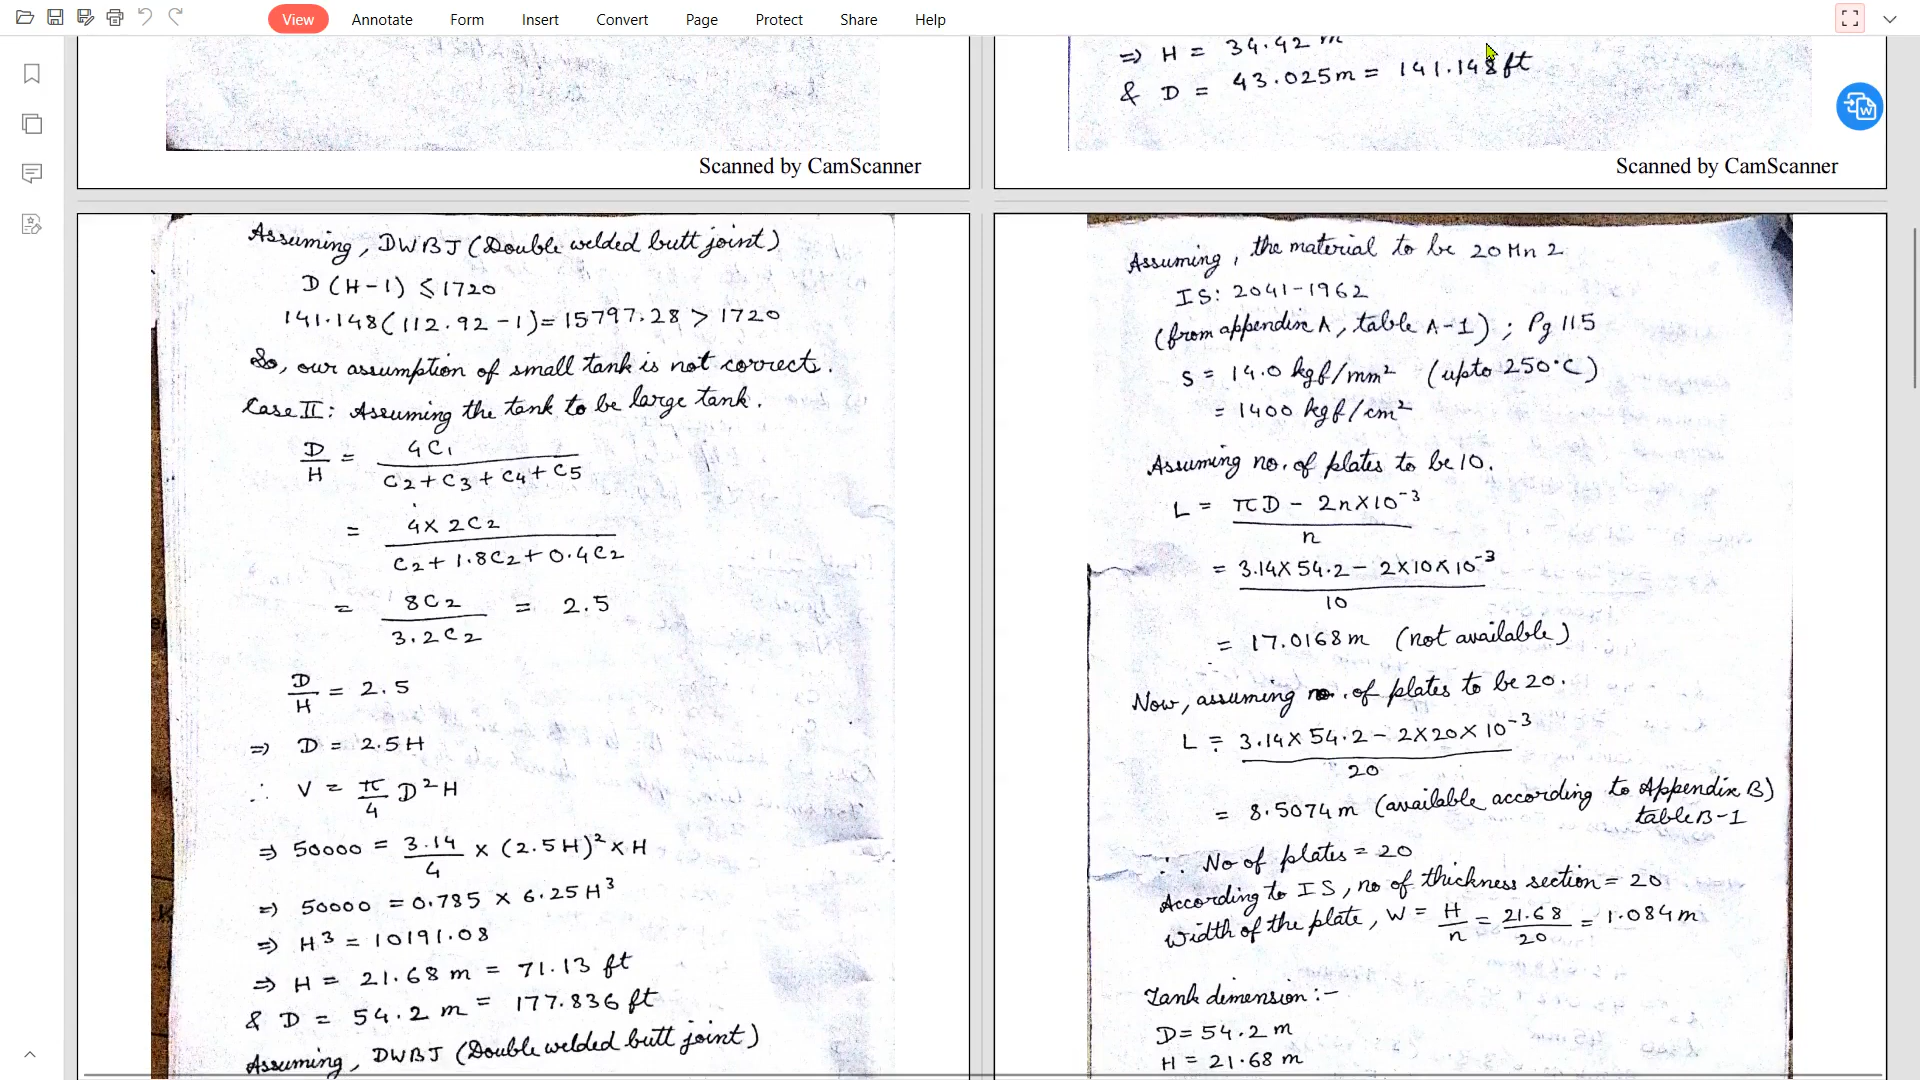 View Annotate Form Insert Convert Page Protect Share Help
⇒ H = 34.42 m
& D = 43.025m = 141.148ft
Scanned by CamScanner
Scanned by CamScanner
Assuming, DWBJ (Double welded butt joint)
D(H-1) ≤ 1720
141.148(112.92-1) = 15797.28 > 1720
So, our assumption of small tank is not correct.
Case II: Assuming the tank to be large tank.
D/H = 4C1/(C2+C3+C4+C5)
= 4×2C2/(C2+1.8C2+0.4C2)
= 8C2/3.2C2 = 2.5
D/H = 2.5
⇒ D = 2.5H
∴ V = π/4 D²H
⇒ 50000 = 3.14/4 × (2.5H)² × H
⇒ 50000 = 0.785 × 6.25H³
⇒ H³ = 10191.08
⇒ H = 21.68 m = 71.13 ft
& D = 54.2 m = 177.836 ft
Assuming, DWBJ (Double welded butt joint)
Assuming, the material to be 20Mn2
IS: 2041-1962
(from appendix A, table A-1); Pg 115
S = 14.0 kgf/mm² (upto 250°C)
= 1400 kgf/cm²
Assuming no. of plates to be 10.
L = (πD - 2n×10⁻³)/n
= (3.14×54.2 - 2×10×10⁻³)/10
= 17.0168m (not available)
Now, assuming no. of plates to be 20.
L = (3.14×54.2 - 2×20×10⁻³)/20
= 8.5074m (available according to Appendix B)
table B-1
∴ No of plates = 20
According to IS, no of thickness section = 20
width of the plate, W = H/n = 21.68/20 = 1.084m
Tank dimension :-
D = 54.2 m
H = 21.68 m